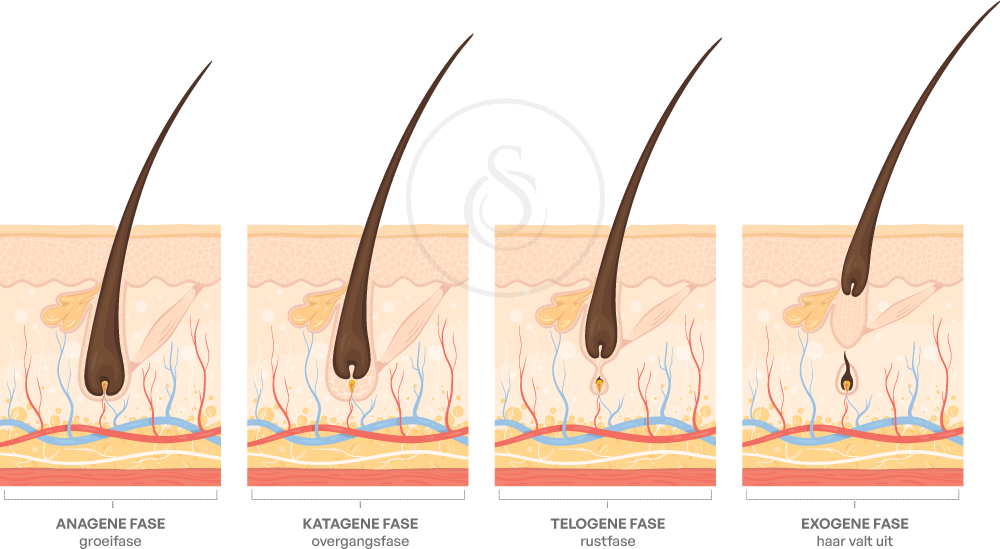 ANAGENE FASE
groeifase
KATAGENE FASE
overgangsfase
TELOGENE FASE
rustfase
EXOGENE FASE
haar valt uit